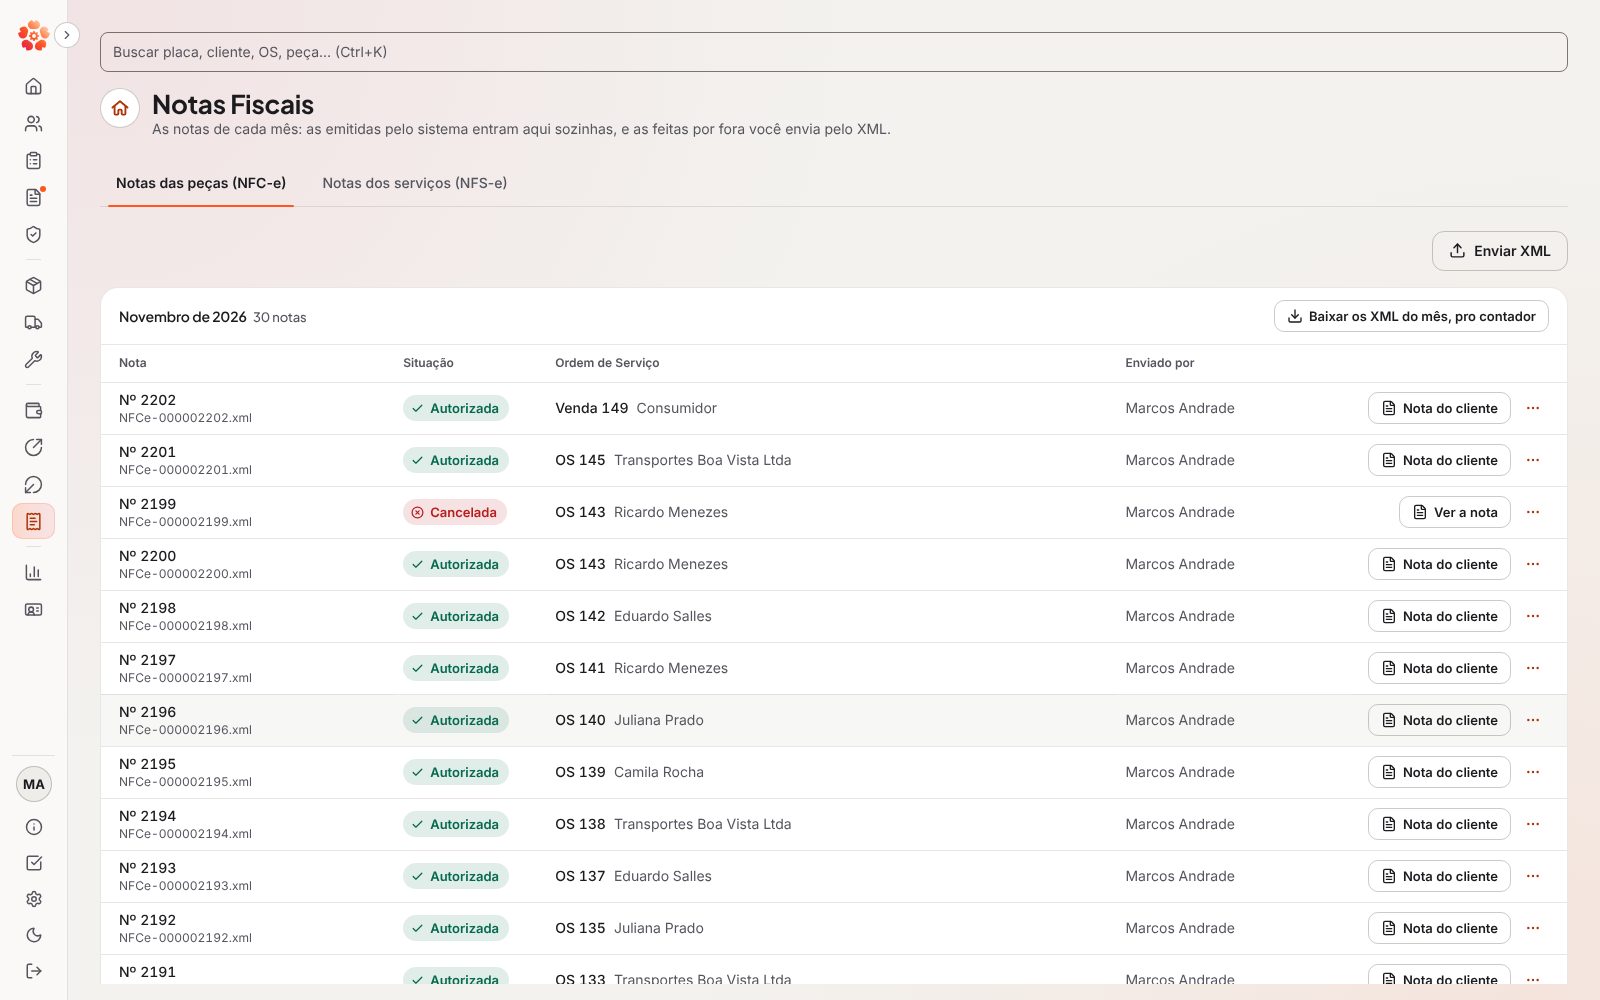 Buscar placa, cliente, OS, peça... (Ctrl+K)
Notas Fiscais
As notas de cada mês: as emitidas pelo sistema entram aqui sozinhas, e as feitas por fora você envia pelo XML.
Notas das peças (NFC-e) Notas dos serviços (NFS-e)
Enviar XML
Novembro de 2026 30 notas Baixar os XML do mês, pro contador
Nota Situação Ordem de Serviço Enviado por
Nº 2202
NFCe-000002202.xml
Autorizada Venda 149 Consumidor Marcos Andrade Nota do cliente
Nº 2201
NFCe-000002201.xml
Autorizada OS 145 Transportes Boa Vista Ltda Marcos Andrade Nota do cliente
Nº 2199
NFCe-000002199.xml
Cancelada OS 143 Ricardo Menezes Marcos Andrade Ver a nota
Nº 2200
NFCe-000002200.xml
Autorizada OS 143 Ricardo Menezes Marcos Andrade Nota do cliente
Nº 2198
NFCe-000002198.xml
Autorizada OS 142 Eduardo Salles Marcos Andrade Nota do cliente
Nº 2197
NFCe-000002197.xml
Autorizada OS 141 Ricardo Menezes Marcos Andrade Nota do cliente
Nº 2196
NFCe-000002196.xml
Autorizada OS 140 Juliana Prado Marcos Andrade Nota do cliente
Nº 2195
NFCe-000002195.xml
Autorizada OS 139 Camila Rocha Marcos Andrade Nota do cliente
Nº 2194
NFCe-000002194.xml
Autorizada OS 138 Transportes Boa Vista Ltda Marcos Andrade Nota do cliente
Nº 2193
NFCe-000002193.xml
Autorizada OS 137 Eduardo Salles Marcos Andrade Nota do cliente
Nº 2192
NFCe-000002192.xml
Autorizada OS 135 Juliana Prado Marcos Andrade Nota do cliente
Nº 2191
Autorizada OS 133 Transportes Boa Vista Ltda Marcos Andrade Nota do cliente
MA